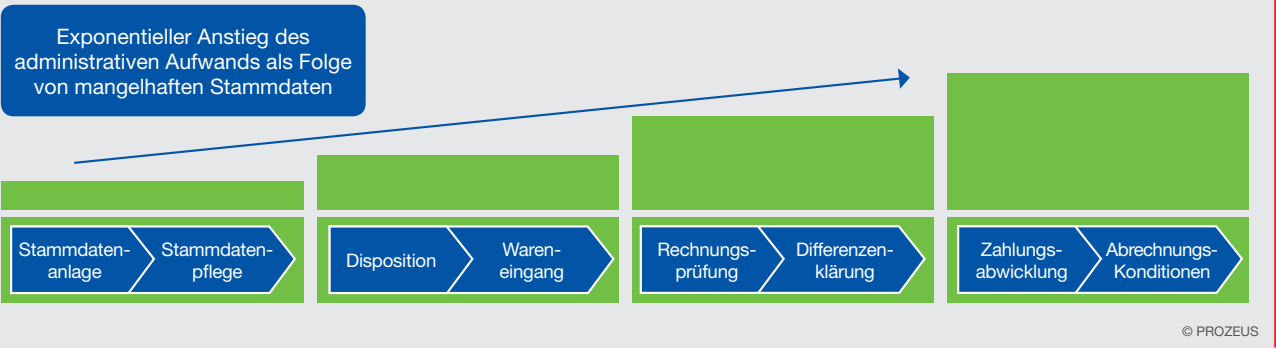 Exponentieller Anstieg des
administrativen Aufwands als Folge
von mangelhaften Stammdaten
Stammdaten-
anlage
Stammdaten-
pflege
Disposition
Waren-
eingang
Rechnungs-
prüfung
Differenzen-
klärung
Zahlungs-
abwicklung
Abrechnungs-
Konditionen
© PROZEUS